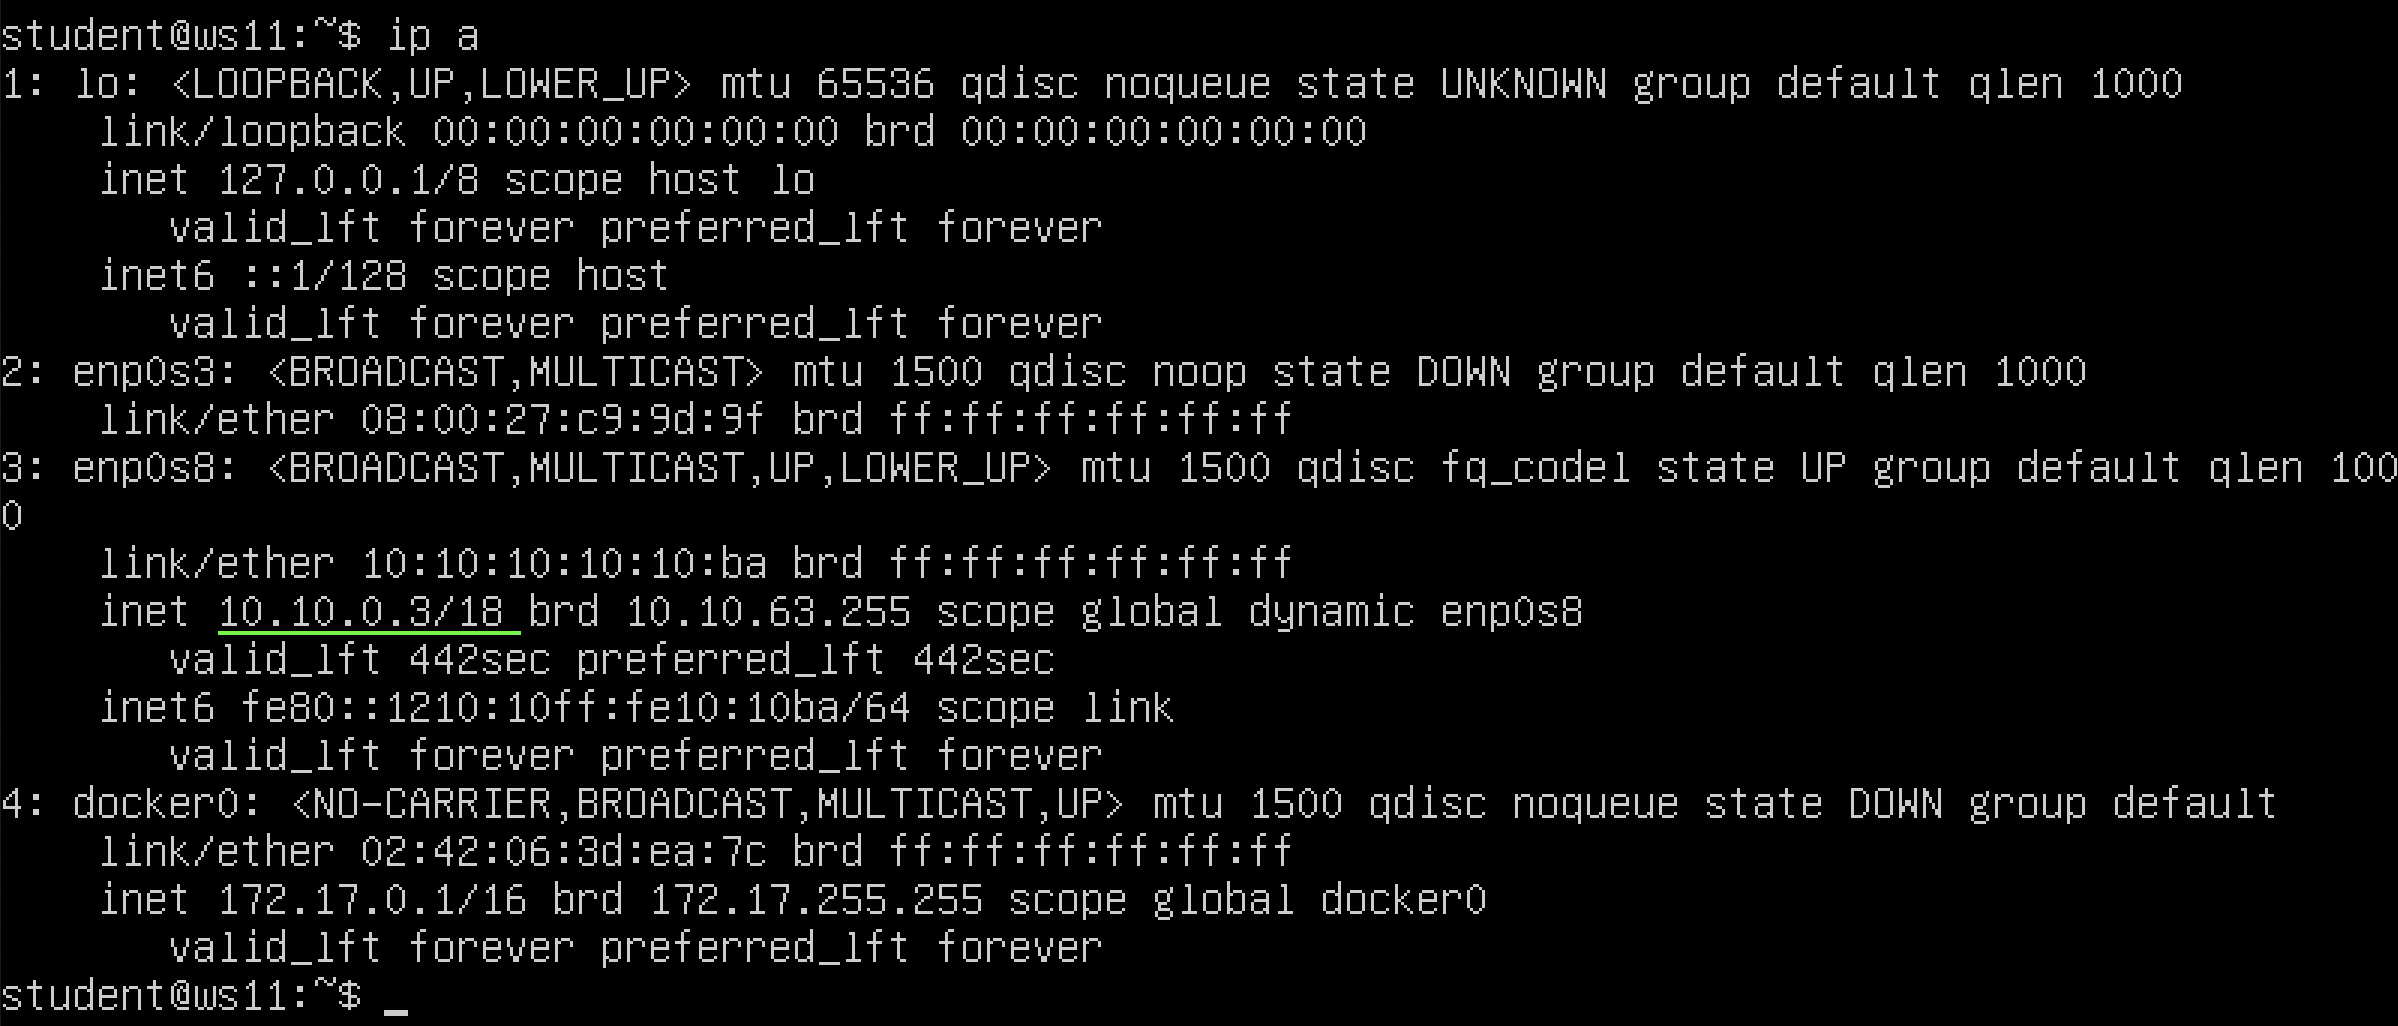 student@ws11:~$ ip a
1: lo: <LOOPBACK,UP,LOWER_UP> mtu 65536 qdisc noqueue state UNKNOWN group default qlen 1000
    link/loopback 00:00:00:00:00:00 brd 00:00:00:00:00:00
    inet 127.0.0.1/8 scope host lo
       valid_lft forever preferred_lft forever
    inet6 ::1/128 scope host
       valid_lft forever preferred_lft forever
2: enp0s3: <BROADCAST,MULTICAST> mtu 1500 qdisc noop state DOWN group default qlen 1000
    link/ether 08:00:27:c9:9d:9f brd ff:ff:ff:ff:ff:ff
3: enp0s8: <BROADCAST,MULTICAST,UP,LOWER_UP> mtu 1500 qdisc fq_codel state UP group default qlen 100
0
    link/ether 10:10:10:10:10:ba brd ff:ff:ff:ff:ff:ff
    inet 10.10.0.3/18 brd 10.10.63.255 scope global dynamic enp0s8
       valid_lft 442sec preferred_lft 442sec
    inet6 fe80::1210:10ff:fe10:10ba/64 scope link
       valid_lft forever preferred_lft forever
4: docker0: <NO-CARRIER,BROADCAST,MULTICAST,UP> mtu 1500 qdisc noqueue state DOWN group default
    link/ether 02:42:06:3d:ea:7c brd ff:ff:ff:ff:ff:ff
    inet 172.17.0.1/16 brd 172.17.255.255 scope global docker0
       valid_lft forever preferred_lft forever
student@ws11:~$ _